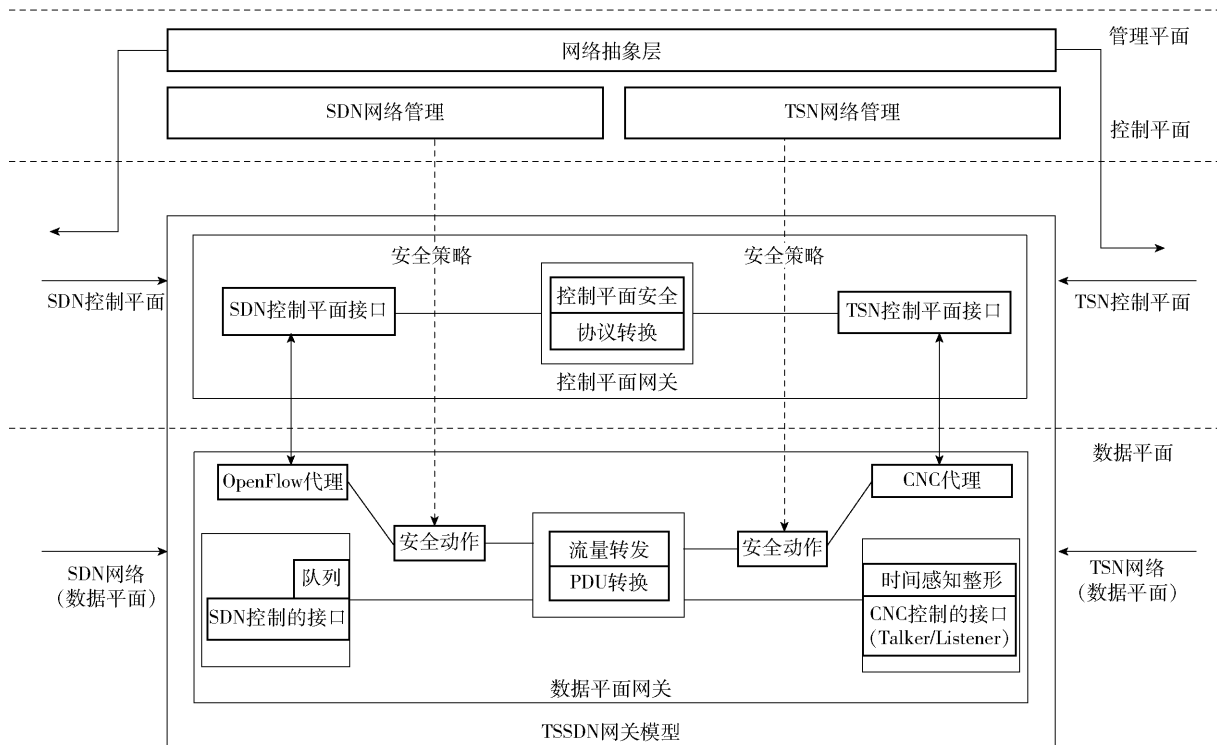 管理平面
网络抽象层
SDN网络管理
TSN网络管理
控制平面
安全策略
安全策略
SDN控制平面
TSN控制平面
SDN控制平面接口
控制平面安全
协议转换
TSN控制平面接口
控制平面网关
数据平面
OpenFlow代理
CNC代理
安全动作
安全动作
流量转发
PDU转换
队列
SDN控制的接口
时间感知整形
CNC控制的接口
(Talker/Listener)
SDN网络
(数据平面)
TSN网络
(数据平面)
数据平面网关
TSSDN网关模型